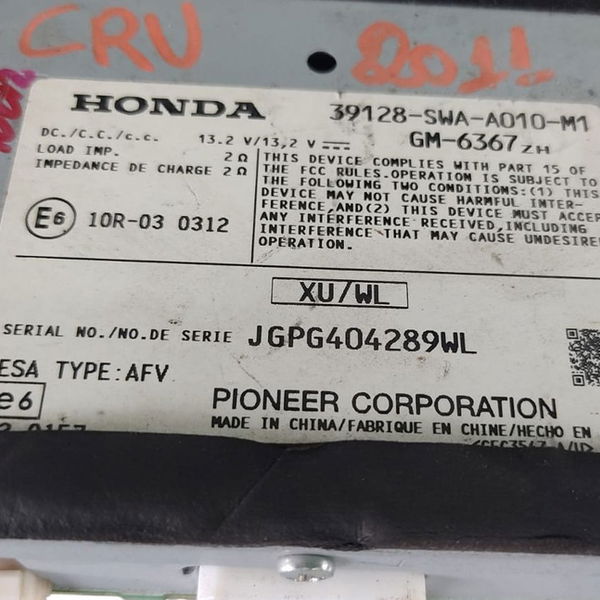 CRV 2011
HONDA 39128-SWA-A010-M1
GM-6367ZH
DC./C.C./c.c. 13.2 V/13,2 V
LOAD IMP. 2Ω
IMPEDANCE DE CHARGE 2Ω
THIS DEVICE COMPLIES WITH PART 15 OF
THE FCC RULES.OPERATION IS SUBJECT TO
THE FOLLOWING TWO CONDITIONS:(1) THIS
DEVICE MAY NOT CAUSE HARMFUL INTER-
FERENCE,AND(2) THIS DEVICE MUST ACCEP
ANY INTERFERENCE RECEIVED,INCLUDING
INTERFERENCE THAT MAY CAUSE UNDESIRE
OPERATION.
E6 10R-03 0312
XU/WL
SERIAL NO./NO.DE SERIE JGPG404289WL
ESA TYPE:AFV
e6
PIONEER CORPORATION
MADE IN CHINA/FABRIQUE EN CHINE/HECHO EN